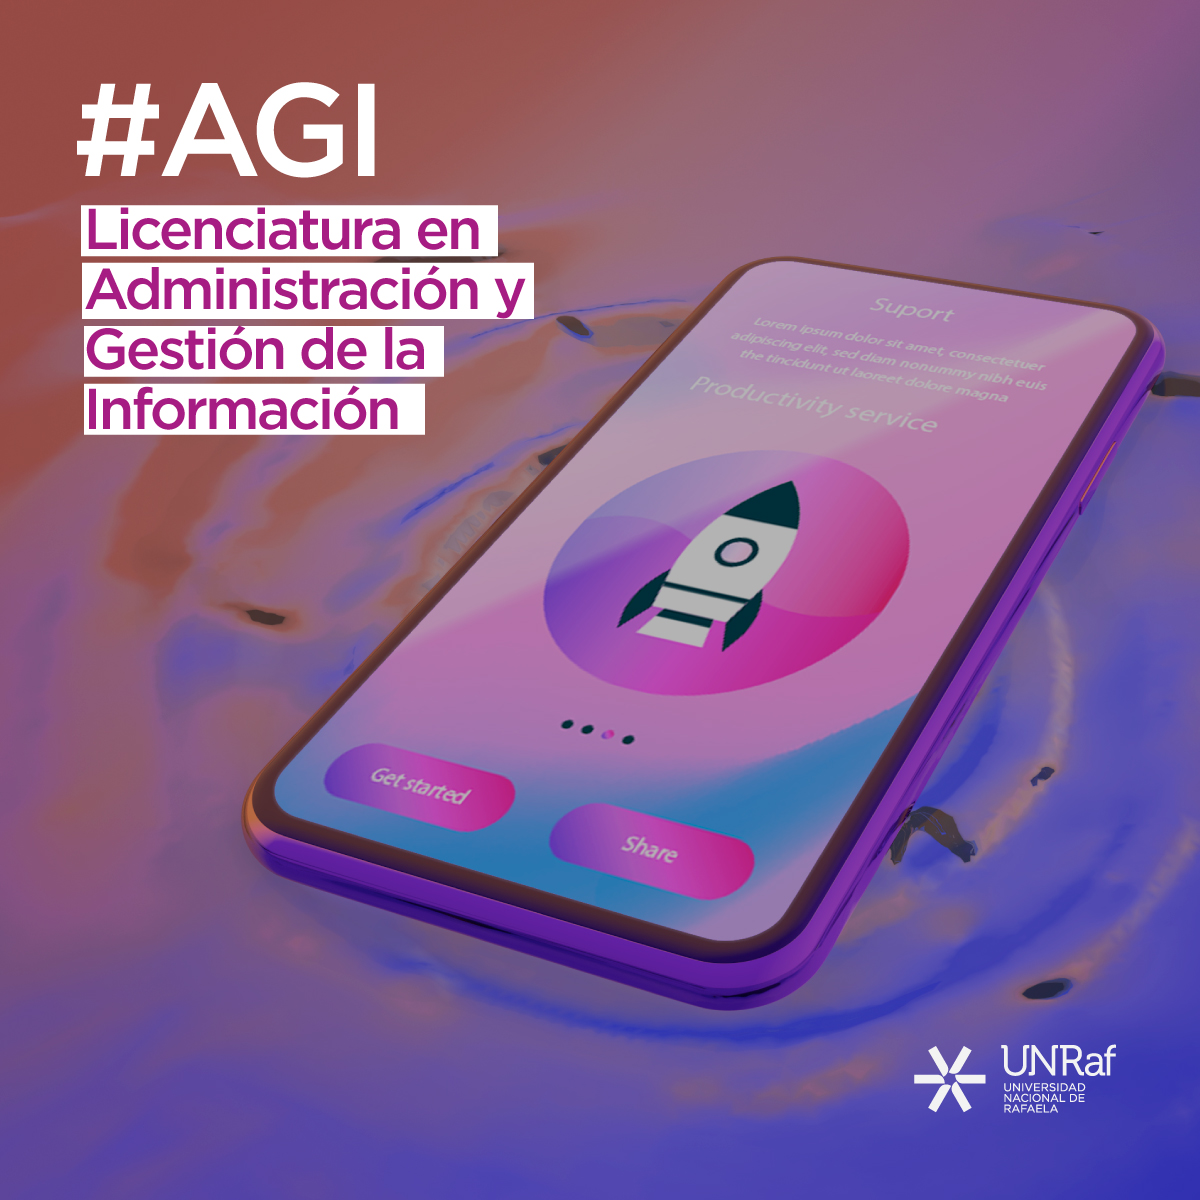 #AGI
Licenciatura en
Administración y
Gestión de la
Información
Suport
Lorem ipsum dolor sit amet, consectetuer
adipiscing elit, sed diam nonummy nibh euis
the tincidunt ut laoreet dolore magna
Productivity service
Get started
Share
UNRaf
UNIVERSIDAD
NACIONAL DE
RAFAELA